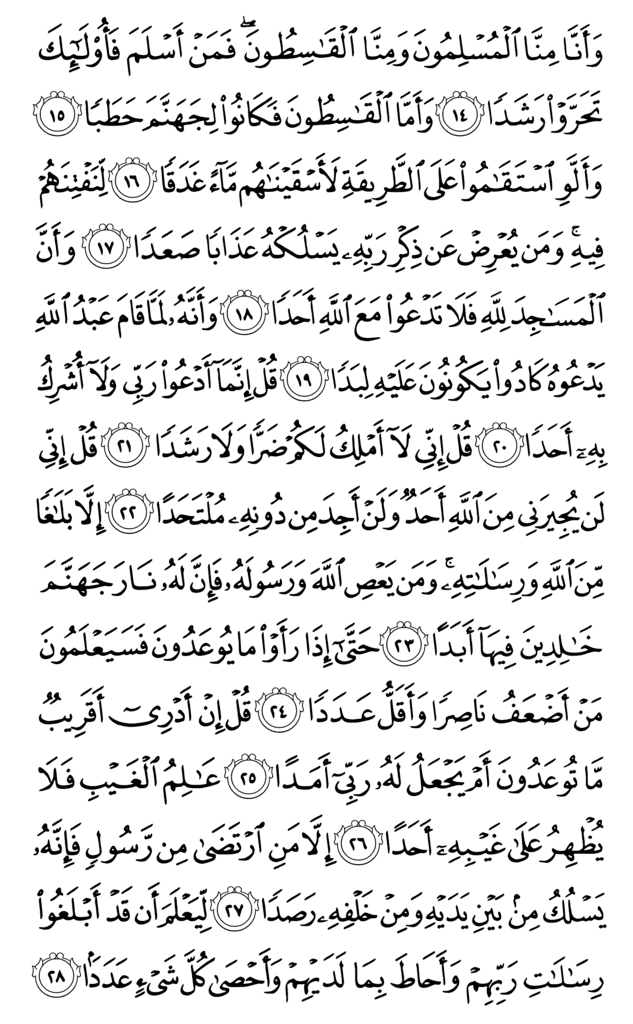 وَأَنَّا مِنَّا ٱلْمُسْلِمُونَ وَمِنَّا ٱلْقَـٰسِطُونَۖ فَمَنْ أَسْلَمَ فَأُو۟لَـٰٓئِكَ
تَحَرَّوْا۟ رَشَدًا ١٤ وَأَمَّا ٱلْقَـٰسِطُونَ فَكَانُوا۟ لِجَهَنَّمَ حَطَبًا ١٥
وَأَلَّوِ ٱسْتَقَـٰمُوا۟ عَلَى ٱلطَّرِيقَةِ لَأَسْقَيْنَـٰهُم مَّآءً غَدَقًا ١٦ لِّنَفْتِنَهُمْ
فِيهِۚ وَمَن يُعْرِضْ عَن ذِكْرِ رَبِّهِۦ يَسْلُكْهُ عَذَابًا صَعَدًا ١٧ وَأَنَّ
ٱلْمَسَـٰجِدَ لِلَّهِ فَلَا تَدْعُوا۟ مَعَ ٱللَّهِ أَحَدًا ١٨ وَأَنَّهُۥ لَمَّا قَامَ عَبْدُ ٱللَّهِ
يَدْعُوهُ كَادُوا۟ يَكُونُونَ عَلَيْهِ لِبَدًا ١٩ قُلْ إِنَّمَآ أَدْعُوا۟ رَبِّى وَلَآ أُشْرِكُ
بِهِۦٓ أَحَدًا ٢٠ قُلْ إِنِّى لَآ أَمْلِكُ لَكُمْ ضَرًّا وَلَا رَشَدًا ٢١ قُلْ إِنِّى
لَن يُجِيرَنِى مِنَ ٱللَّهِ أَحَدٌ وَلَنْ أَجِدَ مِن دُونِهِۦ مُلْتَحَدًا ٢٢ إِلَّا بَلَـٰغًا
مِّنَ ٱللَّهِ وَرِسَـٰلَـٰتِهِۦۚ وَمَن يَعْصِ ٱللَّهَ وَرَسُولَهُۥ فَإِنَّ لَهُۥ نَارَ جَهَنَّمَ
خَـٰلِدِينَ فِيهَآ أَبَدًا ٢٣ حَتَّىٰٓ إِذَا رَأَوْا۟ مَا يُوعَدُونَ فَسَيَعْلَمُونَ
مَنْ أَضْعَفُ نَاصِرًا وَأَقَلُّ عَدَدًا ٢٤ قُلْ إِنْ أَدْرِىٓ أَقَرِيبٌ
مَّا تُوعَدُونَ أَمْ يَجْعَلُ لَهُۥ رَبِّىٓ أَمَدًا ٢٥ عَـٰلِمُ ٱلْغَيْبِ فَلَا
يُظْهِرُ عَلَىٰ غَيْبِهِۦٓ أَحَدًا ٢٦ إِلَّا مَنِ ٱرْتَضَىٰ مِن رَّسُولٍ فَإِنَّهُۥ
يَسْلُكُ مِنۢ بَيْنِ يَدَيْهِ وَمِنْ خَلْفِهِۦ رَصَدًا ٢٧ لِّيَعْلَمَ أَن قَدْ أَبْلَغُوا۟
رِسَـٰلَـٰتِ رَبِّهِمْ وَأَحَاطَ بِمَا لَدَيْهِمْ وَأَحْصَىٰ كُلَّ شَىْءٍ عَدَدًۢا ٢٨